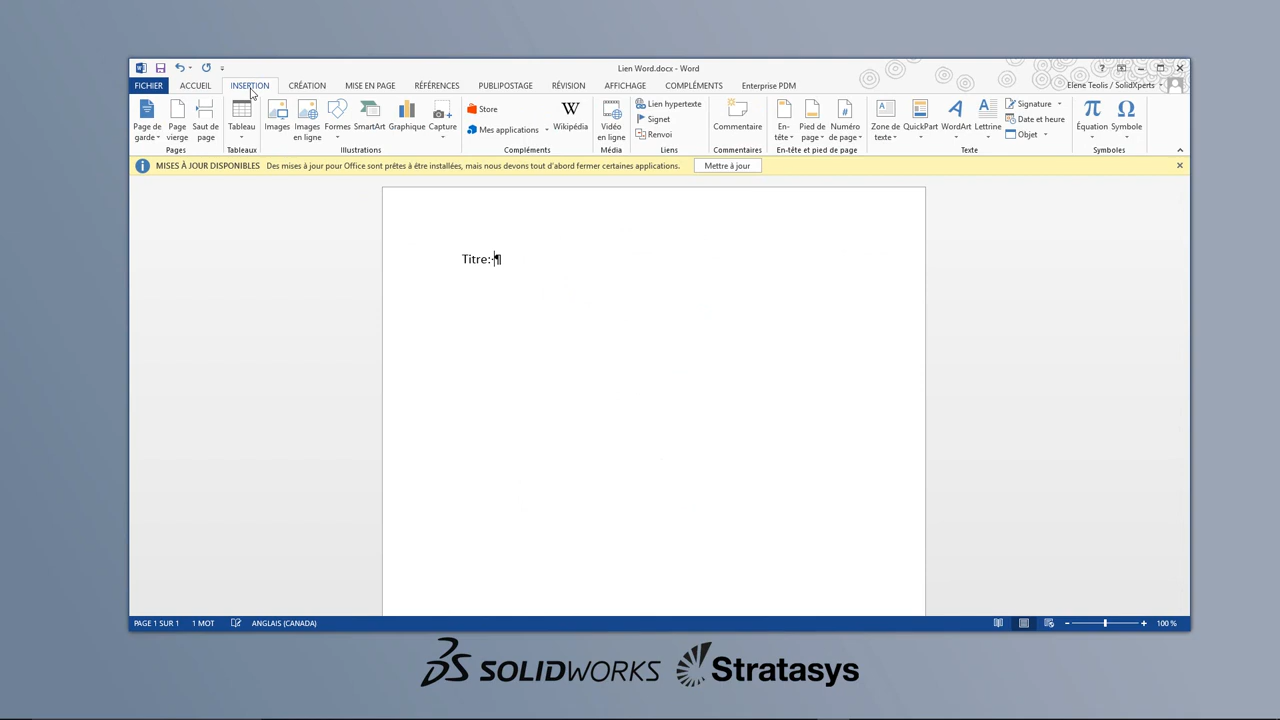 Lien Word.docx - Word
FICHIER ACCUEIL INSERTION CRÉATION MISE EN PAGE RÉFÉRENCES PUBLIPOSTAGE RÉVISION AFFICHAGE COMPLÉMENTS Enterprise PDM Elene Teolis / SolidXperts
Page de garde
Page vierge
Saut de page
Pages
Tableau
Tableaux
Images
Images en ligne
Formes
SmartArt
Graphique
Capture
Illustrations
Store
Mes applications
Wikipédia
Compléments
Vidéo en ligne
Média
Lien hypertexte
Signet
Renvoi
Liens
Commentaire
Commentaires
En-tête
Pied de page
Numéro de page
En-tête et pied de page
Zone de texte
QuickPart
WordArt
Lettrine
Signature
Date et heure
Objet
Texte
Équation
Symbole
Symboles
MISES À JOUR DISPONIBLES Des mises à jour pour Office sont prêtes à être installées, mais nous devons tout d'abord fermer certaines applications. Mettre à jour
Titre:·¶
PAGE 1 SUR 1 1 MOT ANGLAIS (CANADA) 100 %
SOLIDWORKS Stratasys